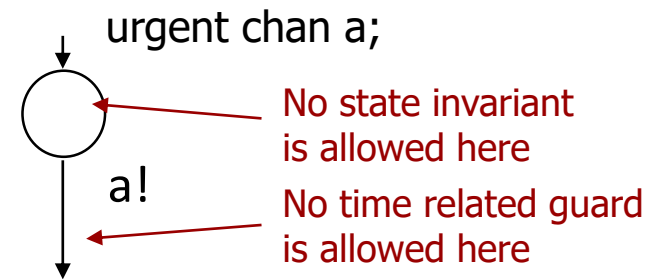 urgent chan a;
No state invariant
is allowed here
a!
No time related guard
is allowed here